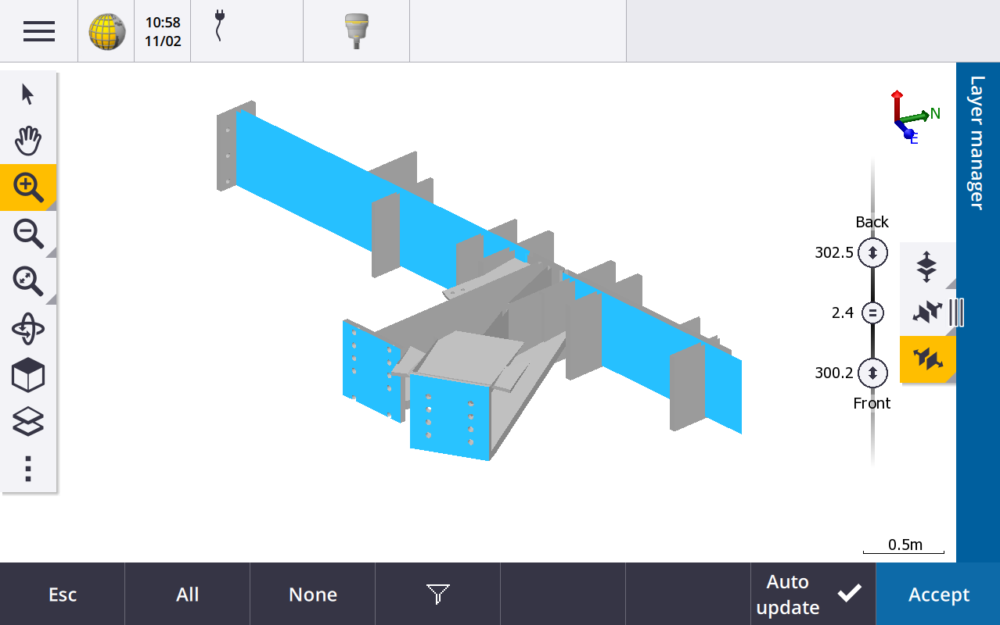 10:58
11/02
Layer manager
N
E
Back
302.5
2.4
300.2
Front
0.5m
Esc
All
None
Auto
update
Accept